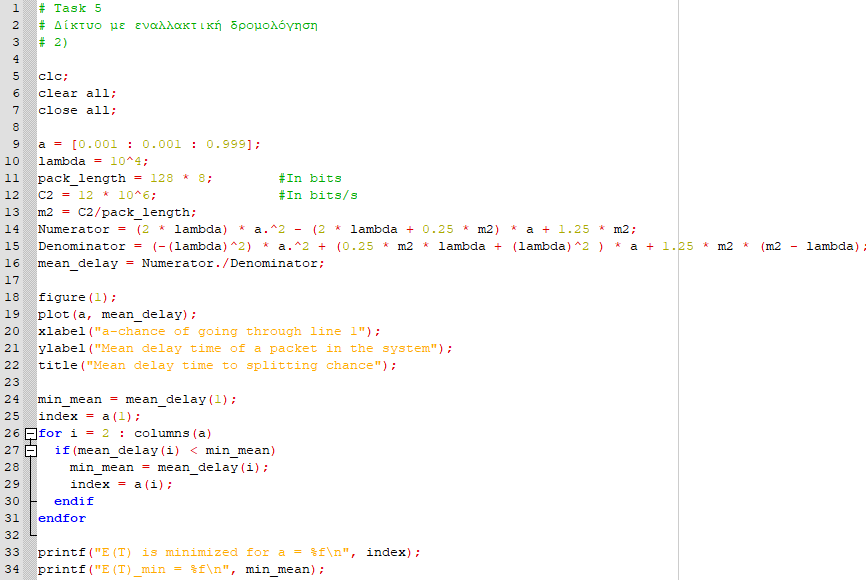 1 # Task 5
2 # Δίκτυο με εναλλακτική δρομολόγηση
3 # 2)
4
5 clc;
6 clear all;
7 close all;
8
9 a = [0.001 : 0.001 : 0.999];
10 lambda = 10^4;
11 pack_length = 128 * 8; #In bits
12 C2 = 12 * 10^6; #In bits/s
13 m2 = C2/pack_length;
14 Numerator = (2 * lambda) * a.^2 - (2 * lambda + 0.25 * m2) * a + 1.25 * m2;
15 Denominator = (-(lambda)^2) * a.^2 + (0.25 * m2 * lambda + (lambda)^2 ) * a + 1.25 * m2 * (m2 - lambda);
16 mean_delay = Numerator./Denominator;
17
18 figure(1);
19 plot(a, mean_delay);
20 xlabel("a-chance of going through line 1");
21 ylabel("Mean delay time of a packet in the system");
22 title("Mean delay time to splitting chance");
23
24 min_mean = mean_delay(1);
25 index = a(1);
26 for i = 2 : columns(a)
27 if(mean_delay(i) < min_mean)
28 min_mean = mean_delay(i);
29 index = a(i);
30 endif
31 endfor
32
33 printf("E(T) is minimized for a = %f\n", index);
34 printf("E(T)_min = %f\n", min_mean);